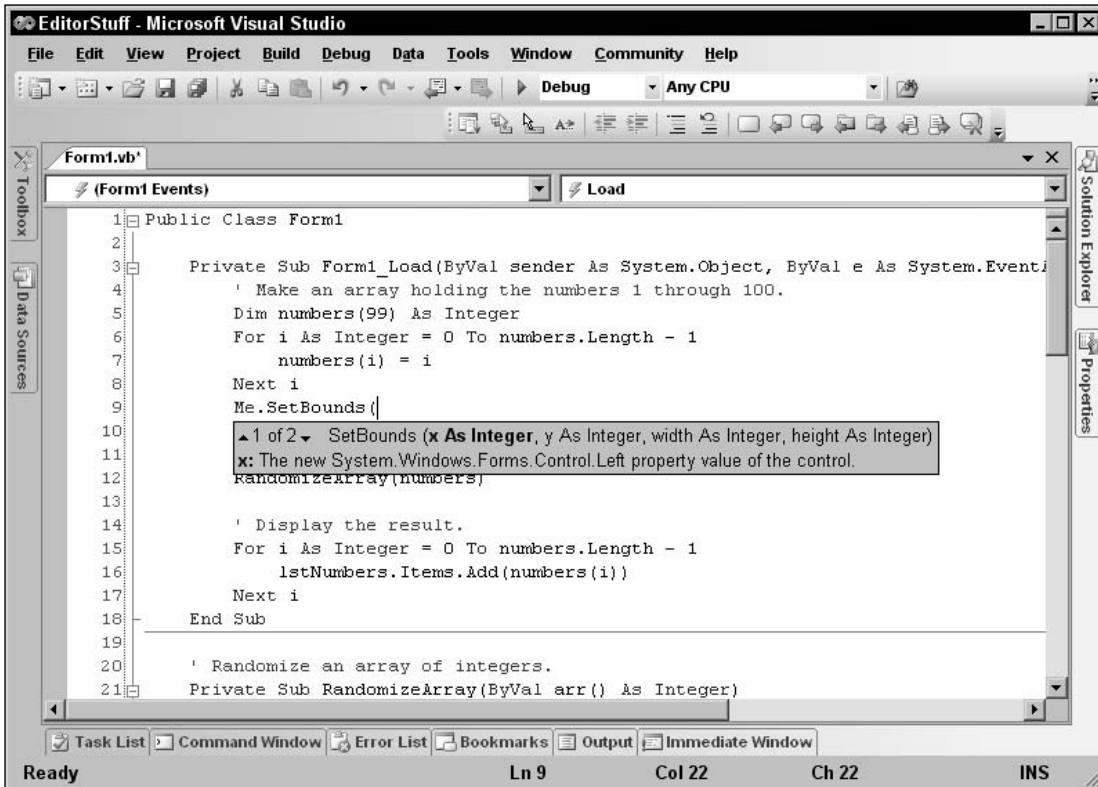 EditorStuff - Microsoft Visual Studio
File Edit View Project Build Debug Data Tools Window Community Help
Debug Any CPU
Form1.vb*
(Form1 Events) Load
Toolbox
Data Sources
Solution Explorer
Properties
1 Public Class Form1
2
3 Private Sub Form1_Load(ByVal sender As System.Object, ByVal e As System.Event
4 ' Make an array holding the numbers 1 through 100.
5 Dim numbers(99) As Integer
6 For i As Integer = 0 To numbers.Length - 1
7 numbers(i) = i
8 Next i
9 Me.SetBounds(
10 1 of 2 SetBounds (x As Integer, y As Integer, width As Integer, height As Integer)
11 x: The new System.Windows.Forms.Control.Left property value of the control.
12 RandomizeArray(numbers)
13
14 ' Display the result.
15 For i As Integer = 0 To numbers.Length - 1
16 lstNumbers.Items.Add(numbers(i))
17 Next i
18 End Sub
19
20 ' Randomize an array of integers.
21 Private Sub RandomizeArray(ByVal arr() As Integer)
Task List Command Window Error List Bookmarks Output Immediate Window
Ready Ln 9 Col 22 Ch 22 INS